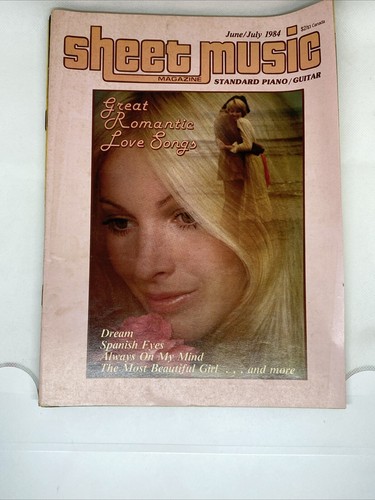 June/July 1984
$2.50 Canada
sheet music
MAGAZINE
STANDARD PIANO/GUITAR
Great
Romantic
Love Songs
Dream
Spanish Eyes
Always On My Mind
The Most Beautiful Girl . . . and more